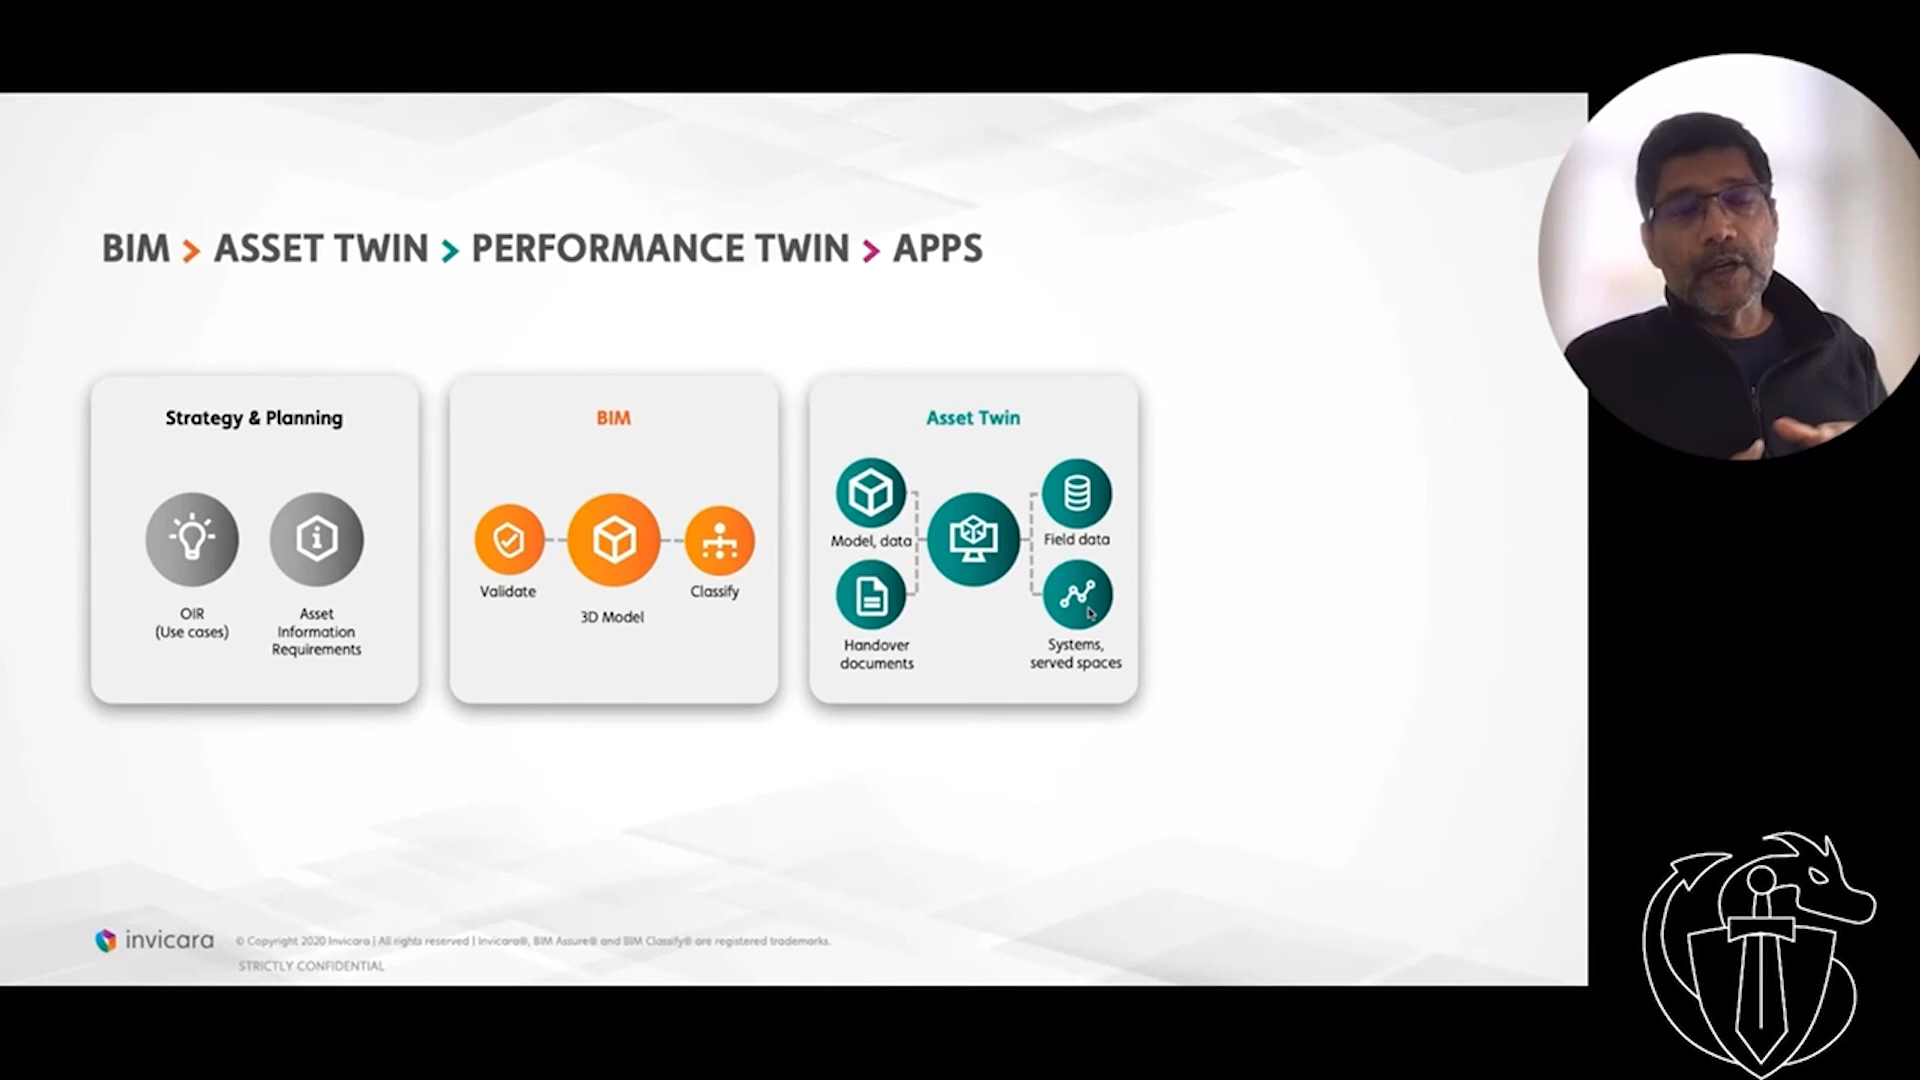 BIM > ASSET TWIN > PERFORMANCE TWIN > APPS
Strategy & Planning
OIR
(Use cases)
Asset
Information
Requirements
BIM
Validate
3D Model
Classify
Asset Twin
Model, data
Handover
documents
Field data
Systems,
served spaces
invicara
© Copyright 2020 Invicara | All rights reserved | Invicara®, BIM Assure® and BIM Classify® are registered trademarks.
STRICTLY CONFIDENTIAL